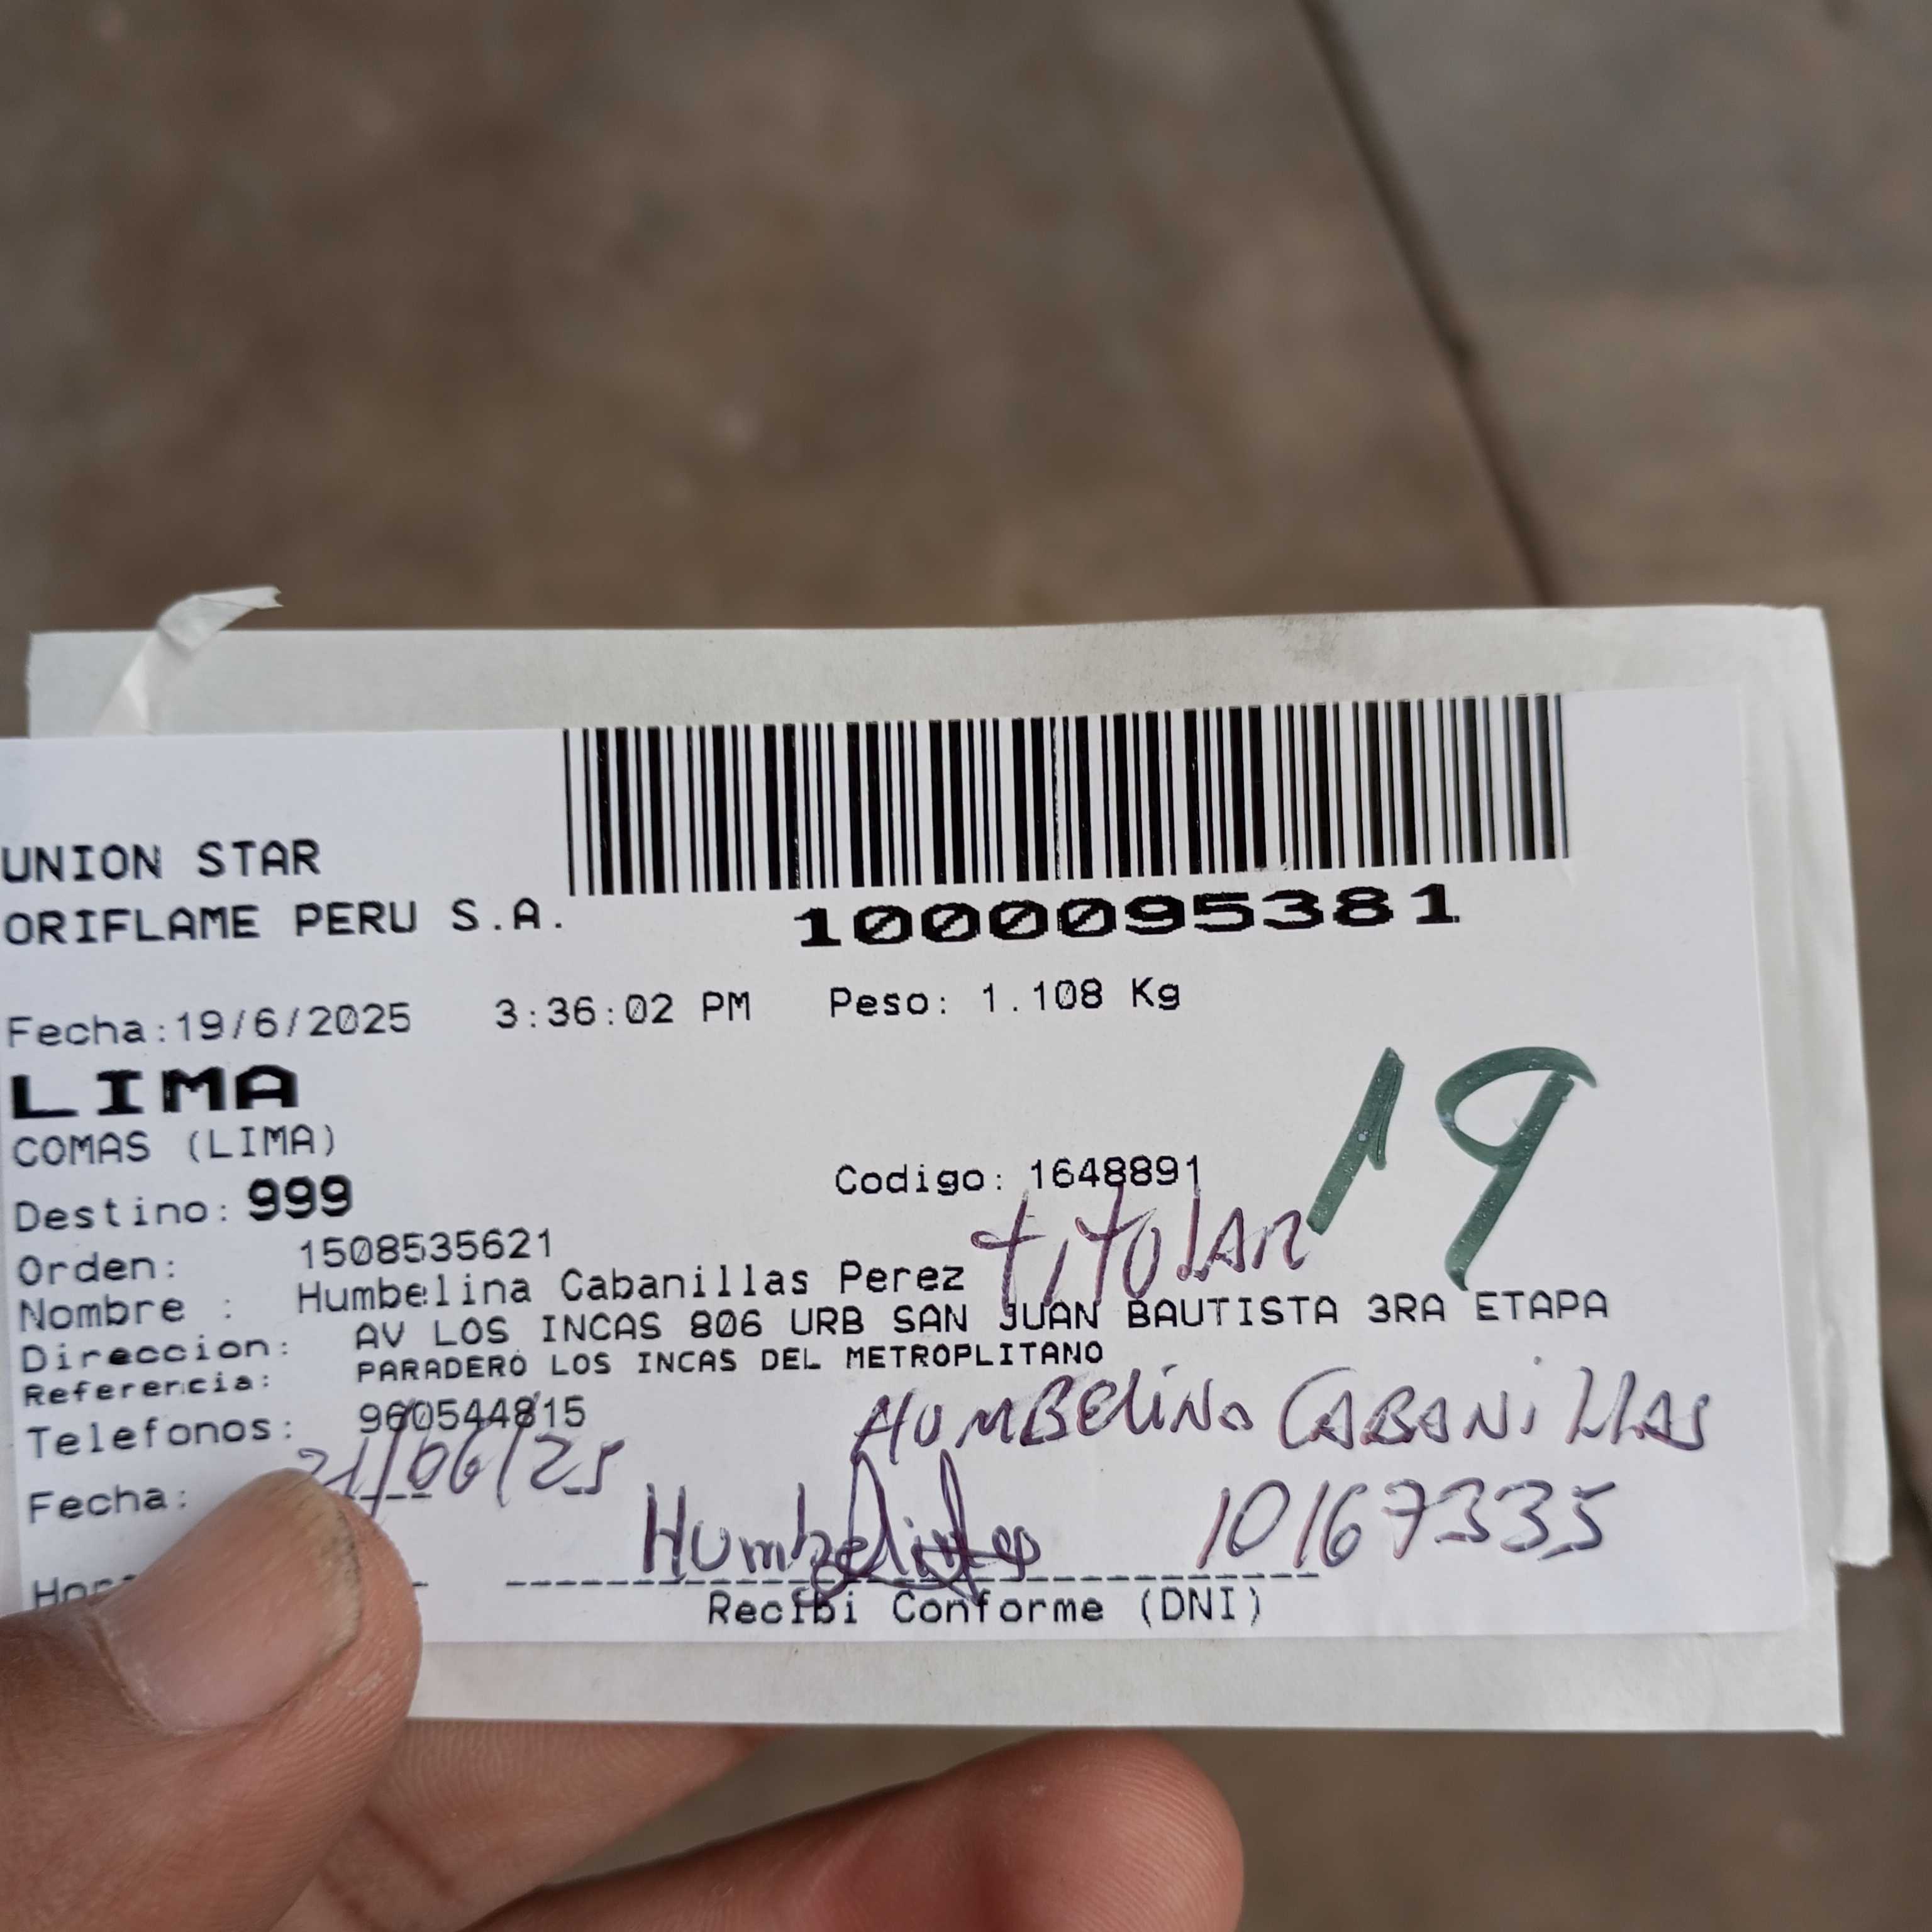 UNION STAR
ORIFLAME PERU S.A.
1000095381
Fecha:19/6/2025 3:36:02 PM Peso: 1.108 Kg
LIMA
19
COMAS (LIMA)
Codigo: 1648891
Destino: 999
TITULAR
Orden: 1508535621
Nombre : Humbelina Cabanillas Perez
Direccion: AV LOS INCAS 806 URB SAN JUAN BAUTISTA 3RA ETAPA
Referencia: PARADERO LOS INCAS DEL METROPLITANO
Telefonos: 960544815
HUMBELINA CABANILLAS
Fecha: 21/06/25
10167335
Recibi Conforme (DNI)